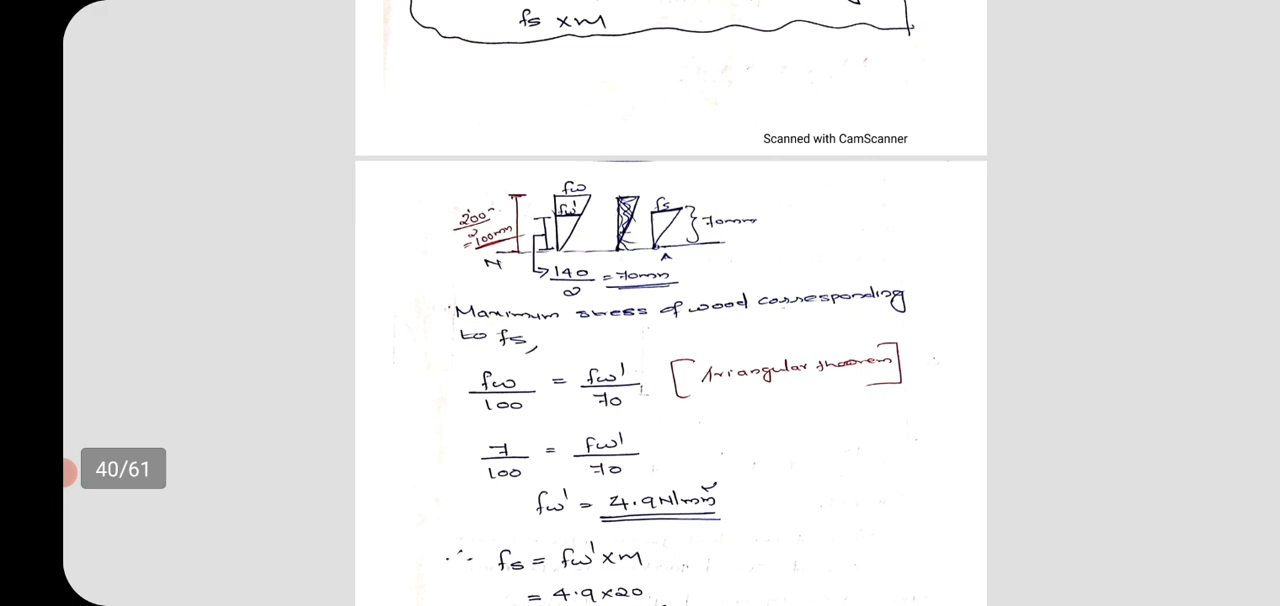 fs xm
Scanned with CamScanner
fw
fw'
fs
200
2
= 100mm
70mm
N
A
140
2
= 70mm
Maximum stress of wood corresponding
to fs,
fw / 100 = fw' / 70 [triangular theorem]
7 / 100 = fw' / 70
fw' = 4.9N/mm²
∴ fs = fw' x m
= 4.9 x 20
40/61